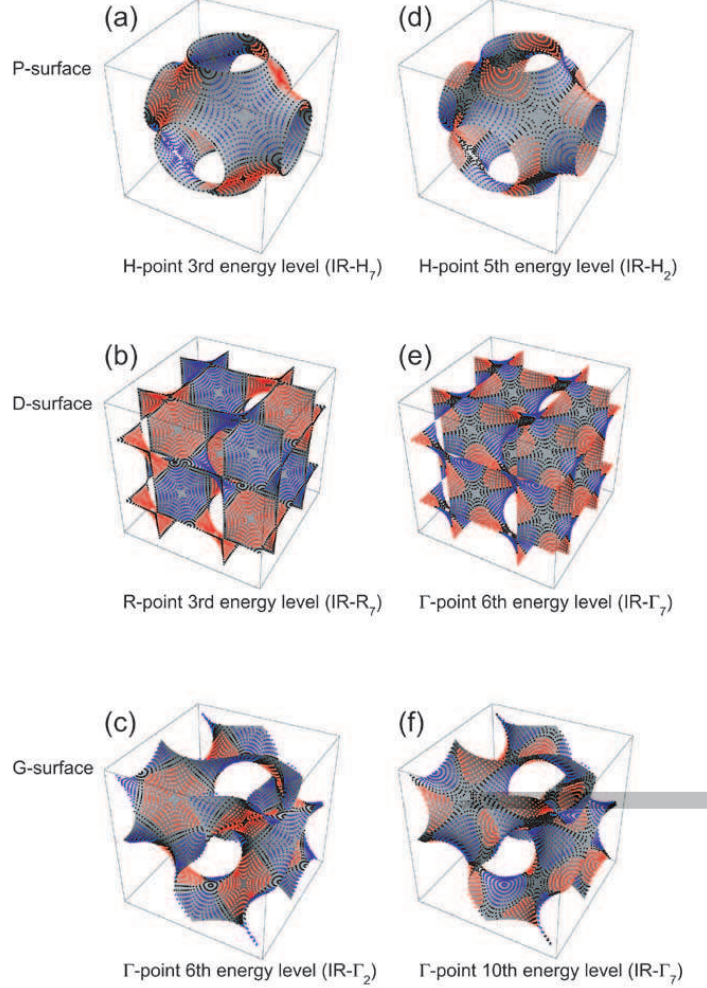 (a)
(d)
P-surface
H-point 3rd energy level (IR-H7)
H-point 5th energy level (IR-H2)
(b)
(e)
D-surface
R-point 3rd energy level (IR-R7)
Γ-point 6th energy level (IR-Γ7)
(c)
(f)
G-surface
Γ-point 6th energy level (IR-Γ2)
Γ-point 10th energy level (IR-Γ7)